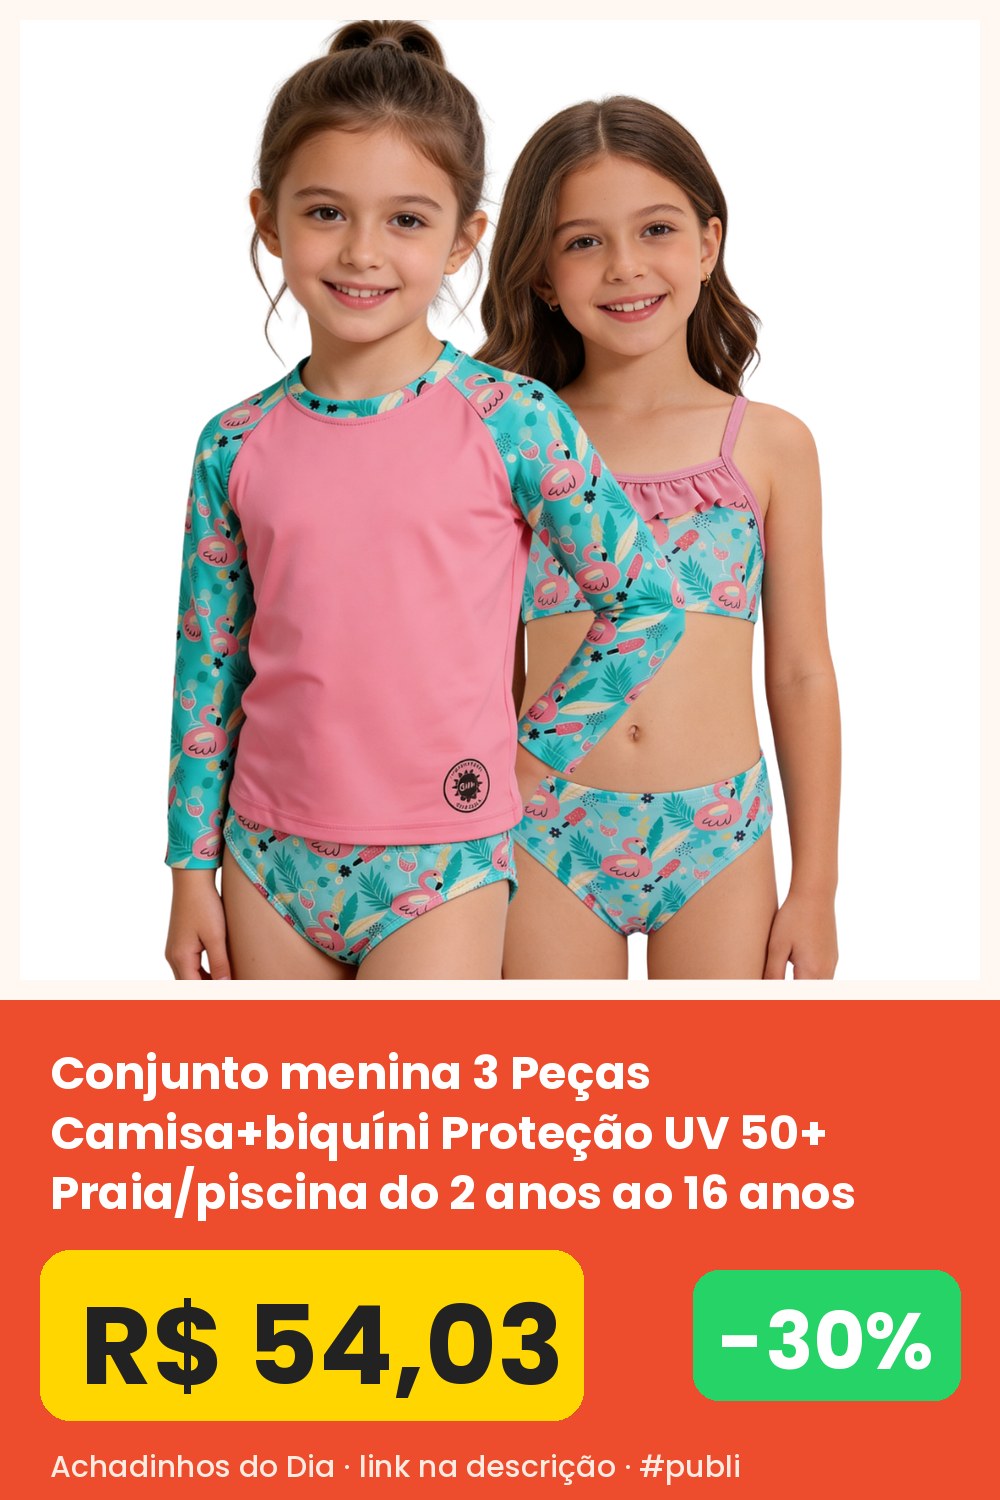 Conjunto menina 3 Peças
Camisa+biquíni Proteção UV 50+
Praia/piscina do 2 anos ao 16 anos
R$ 54,03
-30%
Achadinhos do Dia · link na descrição · #publi